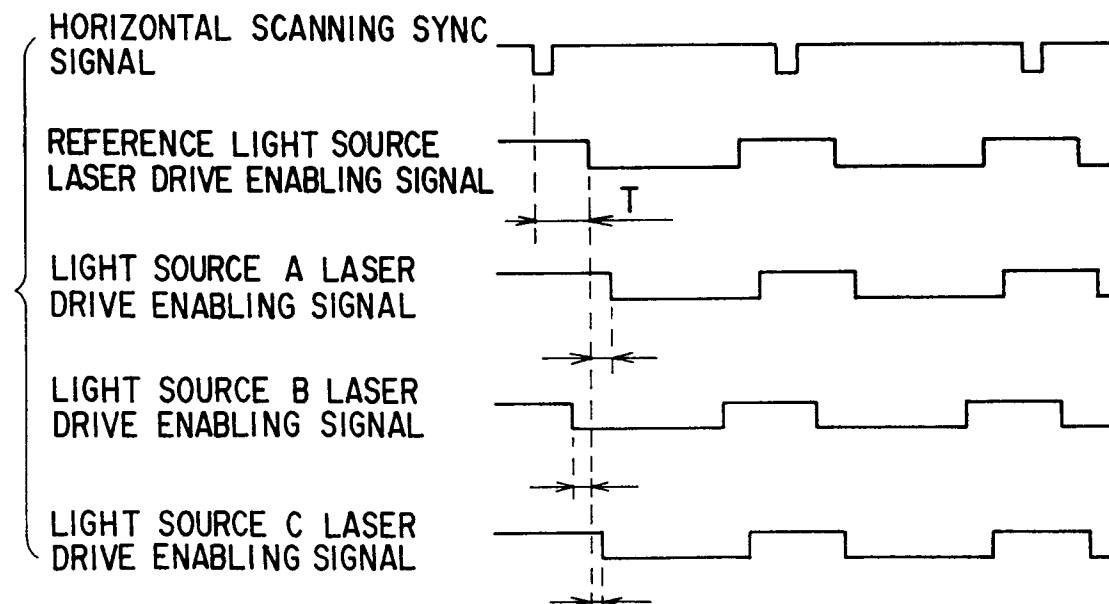 HORIZONTAL SCANNING SYNC
SIGNAL
REFERENCE LIGHT SOURCE
LASER DRIVE ENABLING SIGNAL
T
LIGHT SOURCE A LASER
DRIVE ENABLING SIGNAL
LIGHT SOURCE B LASER
DRIVE ENABLING SIGNAL
LIGHT SOURCE C LASER
DRIVE ENABLING SIGNAL